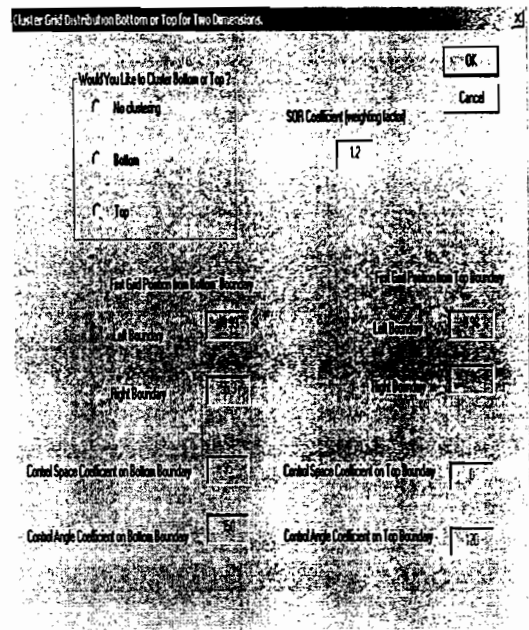 Cluster Grid Distribution Bottom or Top for Two Dimensions.
OK
Cancel
Would You Like to Cluster Bottom or Top ?
No clustering
Bottom
Top
SOR Coefficient (weighting factor)
1.2
First Grid Position from Bottom Boundary
Left Boundary
Right Boundary
Control Space Coefficient on Bottom Boundary
Control Angle Coefficient on Bottom Boundary
First Grid Position from Top Boundary
Left Boundary
Right Boundary
Control Space Coefficient on Top Boundary
Control Angle Coefficient on Top Boundary